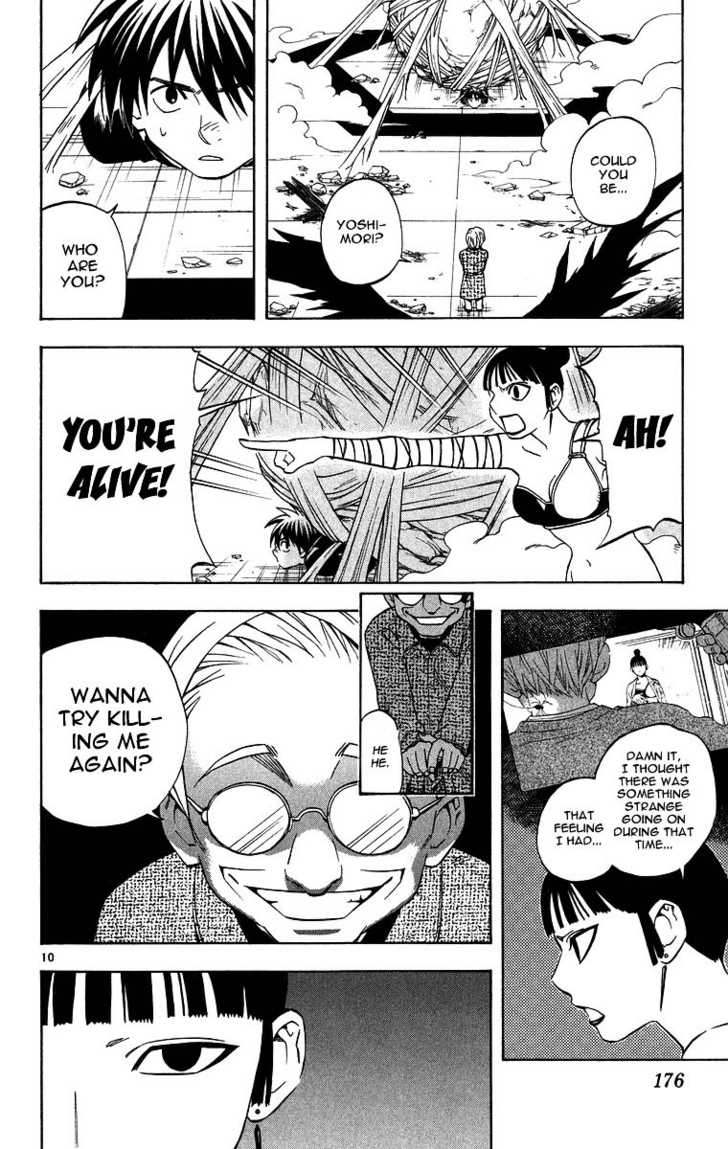 COULD
YOU
BE...
YOSHI-
MORI?
WHO
ARE
YOU?
AH!
YOU'RE
ALIVE!
DAMN IT,
I THOUGHT
THERE WAS
SOMETHING
STRANGE
GOING ON
DURING THAT
TIME...
THAT
FEELING
I HAD...
HE
HE.
WANNA
TRY KILL-
ING ME
AGAIN?
10
176